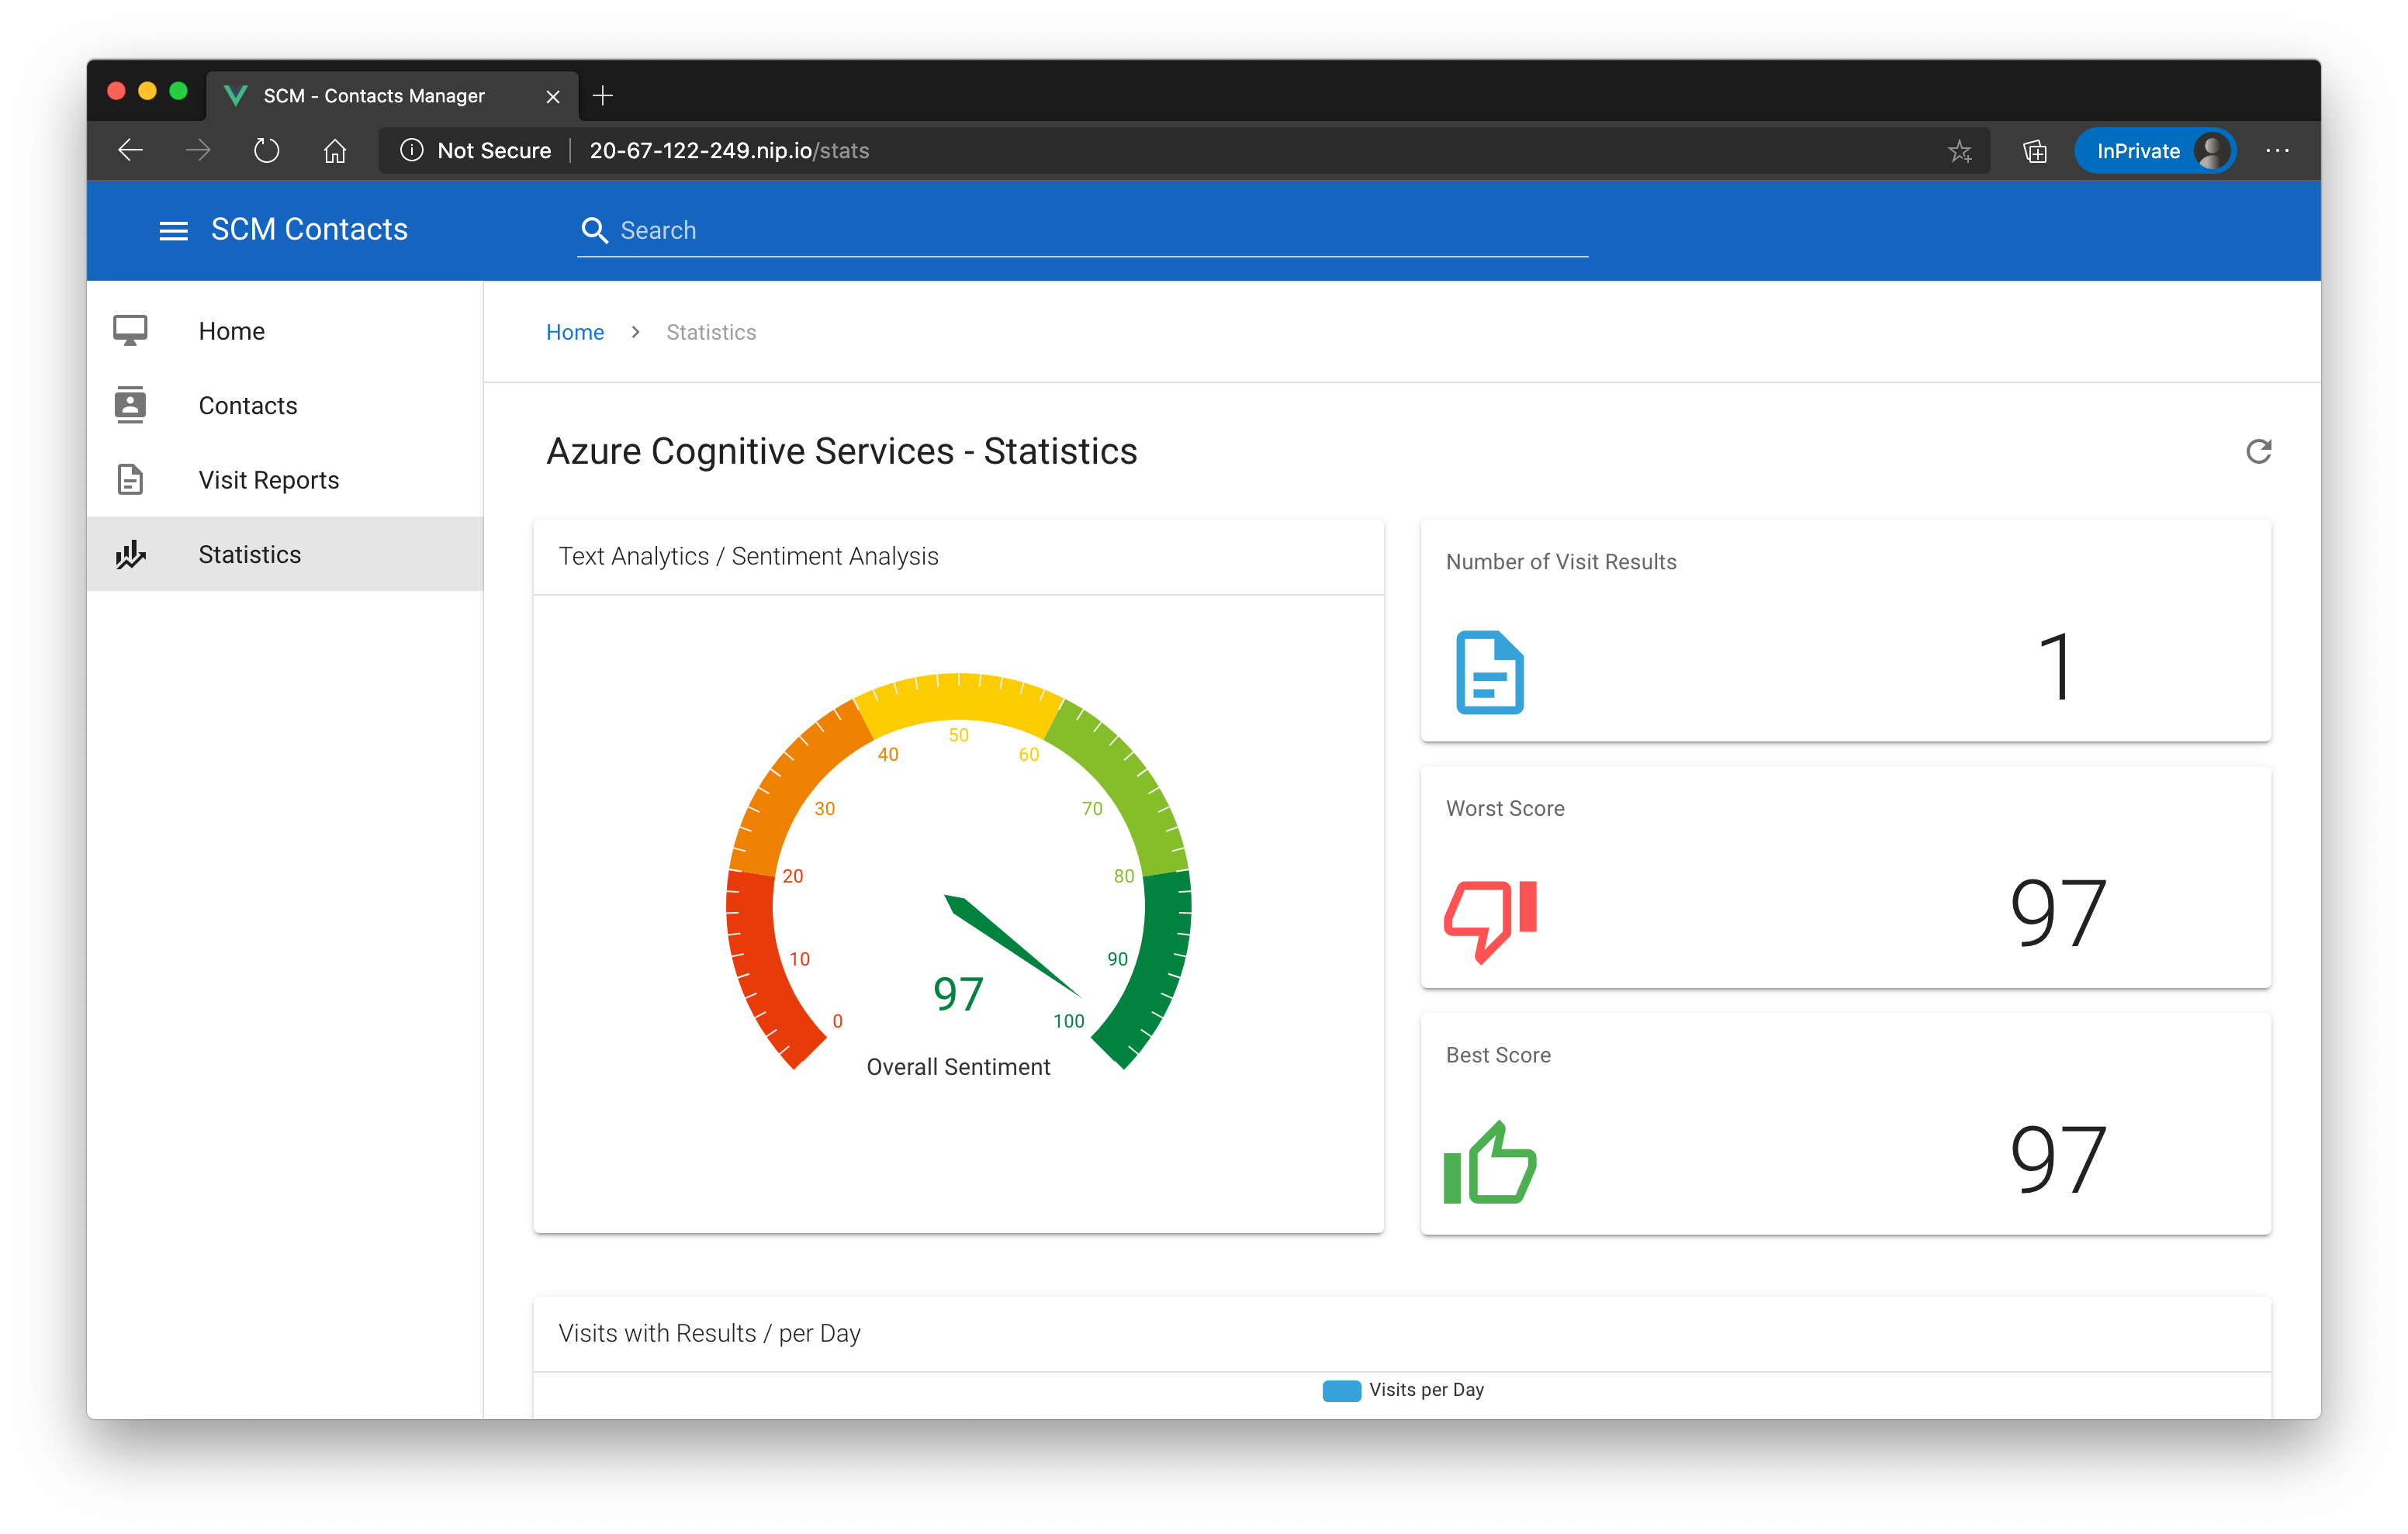 SCM - Contacts Manager
Not Secure 20-67-122-249.nip.io/stats
InPrivate
SCM Contacts
Search
Home
Contacts
Visit Reports
Statistics
Home > Statistics
Azure Cognitive Services - Statistics
Text Analytics / Sentiment Analysis
0
10
20
30
40
50
60
70
80
90
100
97
Overall Sentiment
Number of Visit Results
1
Worst Score
97
Best Score
97
Visits with Results / per Day
Visits per Day